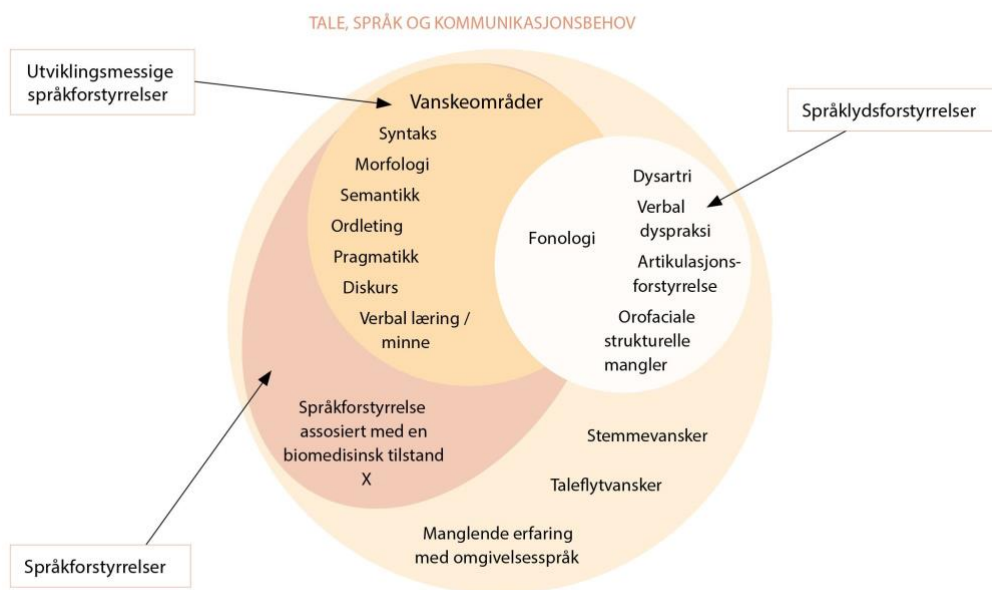 TALE, SPRÅK OG KOMMUNIKASJONSBEHOV
Utviklingsmessige
språkforstyrrelser
Vanskeområder
Syntaks
Morfologi
Semantikk
Ordleting
Pragmatikk
Diskurs
Verbal læring /
minne
Språklydsforstyrrelser
Dysartri
Verbal
dyspraksi
Fonologi
Artikulasjons-
forstyrrelse
Orofaciale
strukturelle
mangler
Språkforstyrrelse
assosiert med en
biomedisinsk tilstand
X
Stemmevansker
Taleflytvansker
Manglende erfaring
med omgivelsesspråk
Språkforstyrrelser